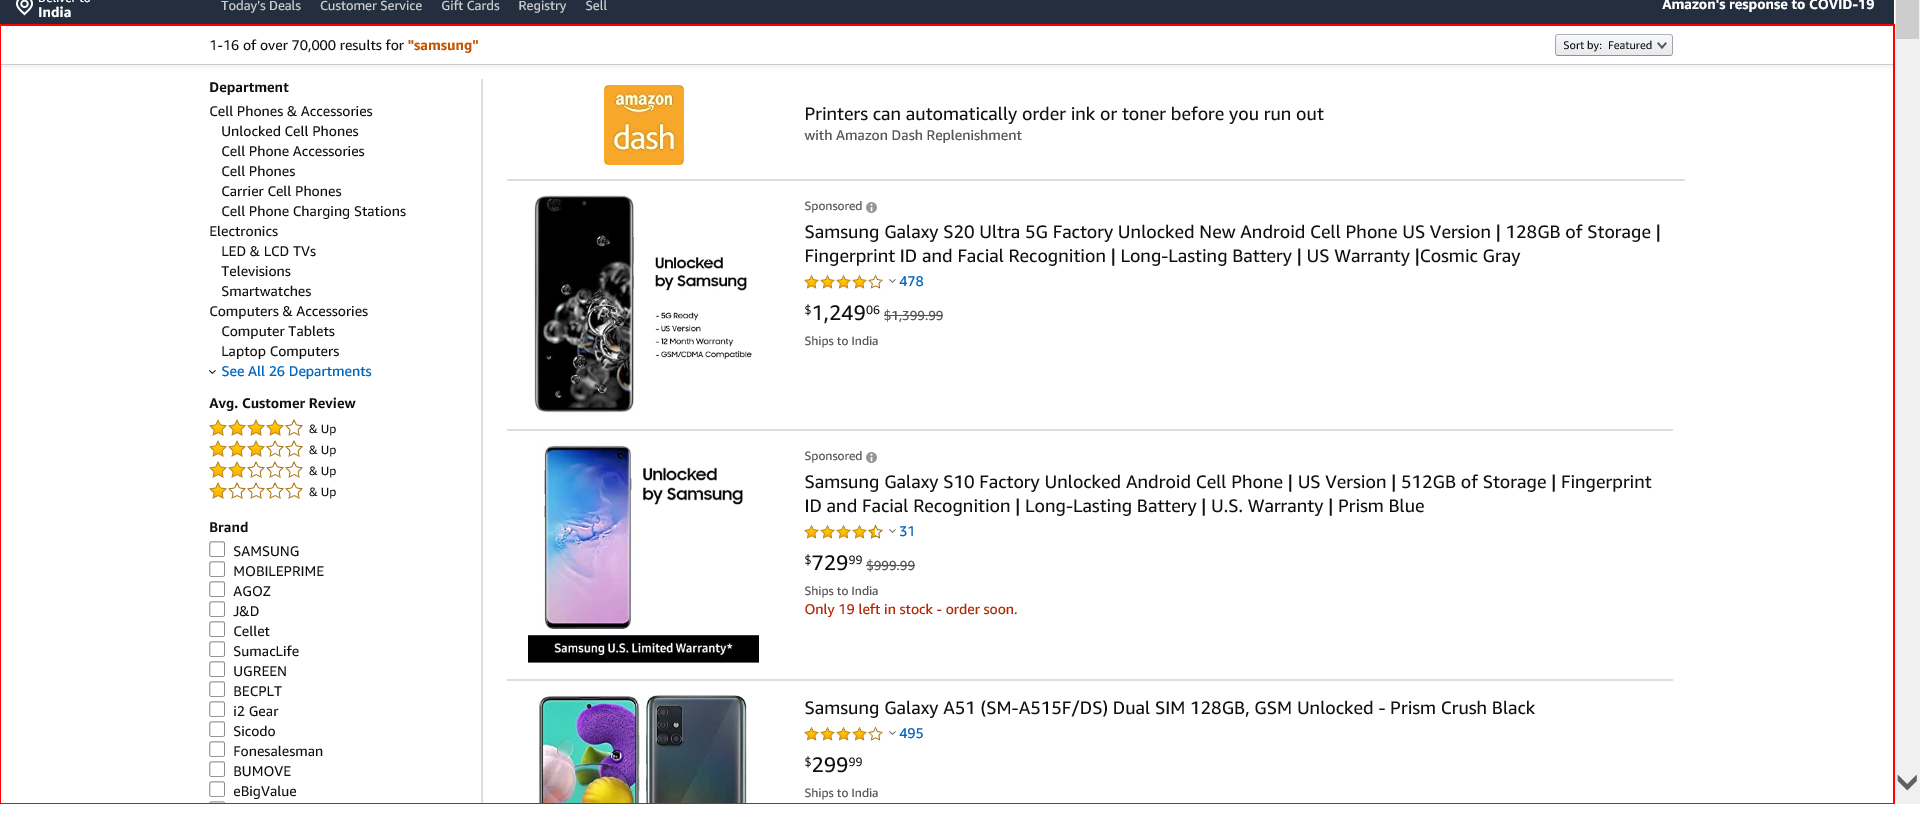 India
Today's Deals Customer Service Gift Cards Registry Sell
Amazon's response to COVID-19
1-16 of over 70,000 results for "samsung"
Sort by: Featured
Department
Cell Phones & Accessories
Unlocked Cell Phones
Cell Phone Accessories
Cell Phones
Carrier Cell Phones
Cell Phone Charging Stations
Electronics
LED & LCD TVs
Televisions
Smartwatches
Computers & Accessories
Computer Tablets
Laptop Computers
See All 26 Departments
Avg. Customer Review
& Up
& Up
& Up
& Up
Brand
SAMSUNG
MOBILEPRIME
AGOZ
J&D
Cellet
SumacLife
UGREEN
BECPLT
i2 Gear
Sicodo
Fonesalesman
BUMOVE
eBigValue
amazon
dash
Printers can automatically order ink or toner before you run out
with Amazon Dash Replenishment
Unlocked
by Samsung
- 5G Ready
- US Version
- 12 Month Warranty
- GSM/CDMA Compatible
Sponsored
Samsung Galaxy S20 Ultra 5G Factory Unlocked New Android Cell Phone US Version | 128GB of Storage |
Fingerprint ID and Facial Recognition | Long-Lasting Battery | US Warranty |Cosmic Gray
478
$1,24906 $1,399.99
Ships to India
Unlocked
by Samsung
Samsung U.S. Limited Warranty*
Sponsored
Samsung Galaxy S10 Factory Unlocked Android Cell Phone | US Version | 512GB of Storage | Fingerprint
ID and Facial Recognition | Long-Lasting Battery | U.S. Warranty | Prism Blue
31
$72999 $999.99
Ships to India
Only 19 left in stock - order soon.
Samsung Galaxy A51 (SM-A515F/DS) Dual SIM 128GB, GSM Unlocked - Prism Crush Black
495
$29999
Ships to India